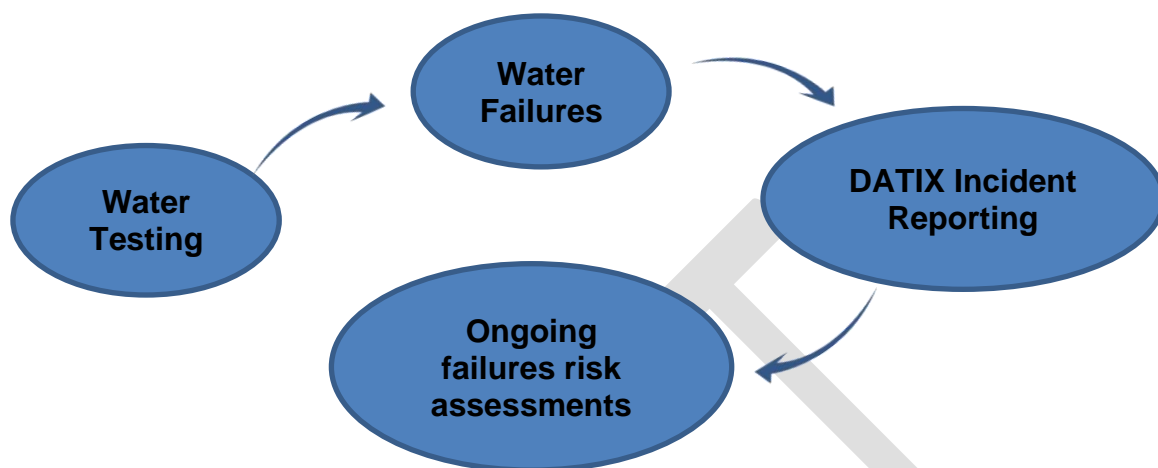 Water
Testing
Water
Failures
DATIX Incident
Reporting
Ongoing
failures risk
assessments